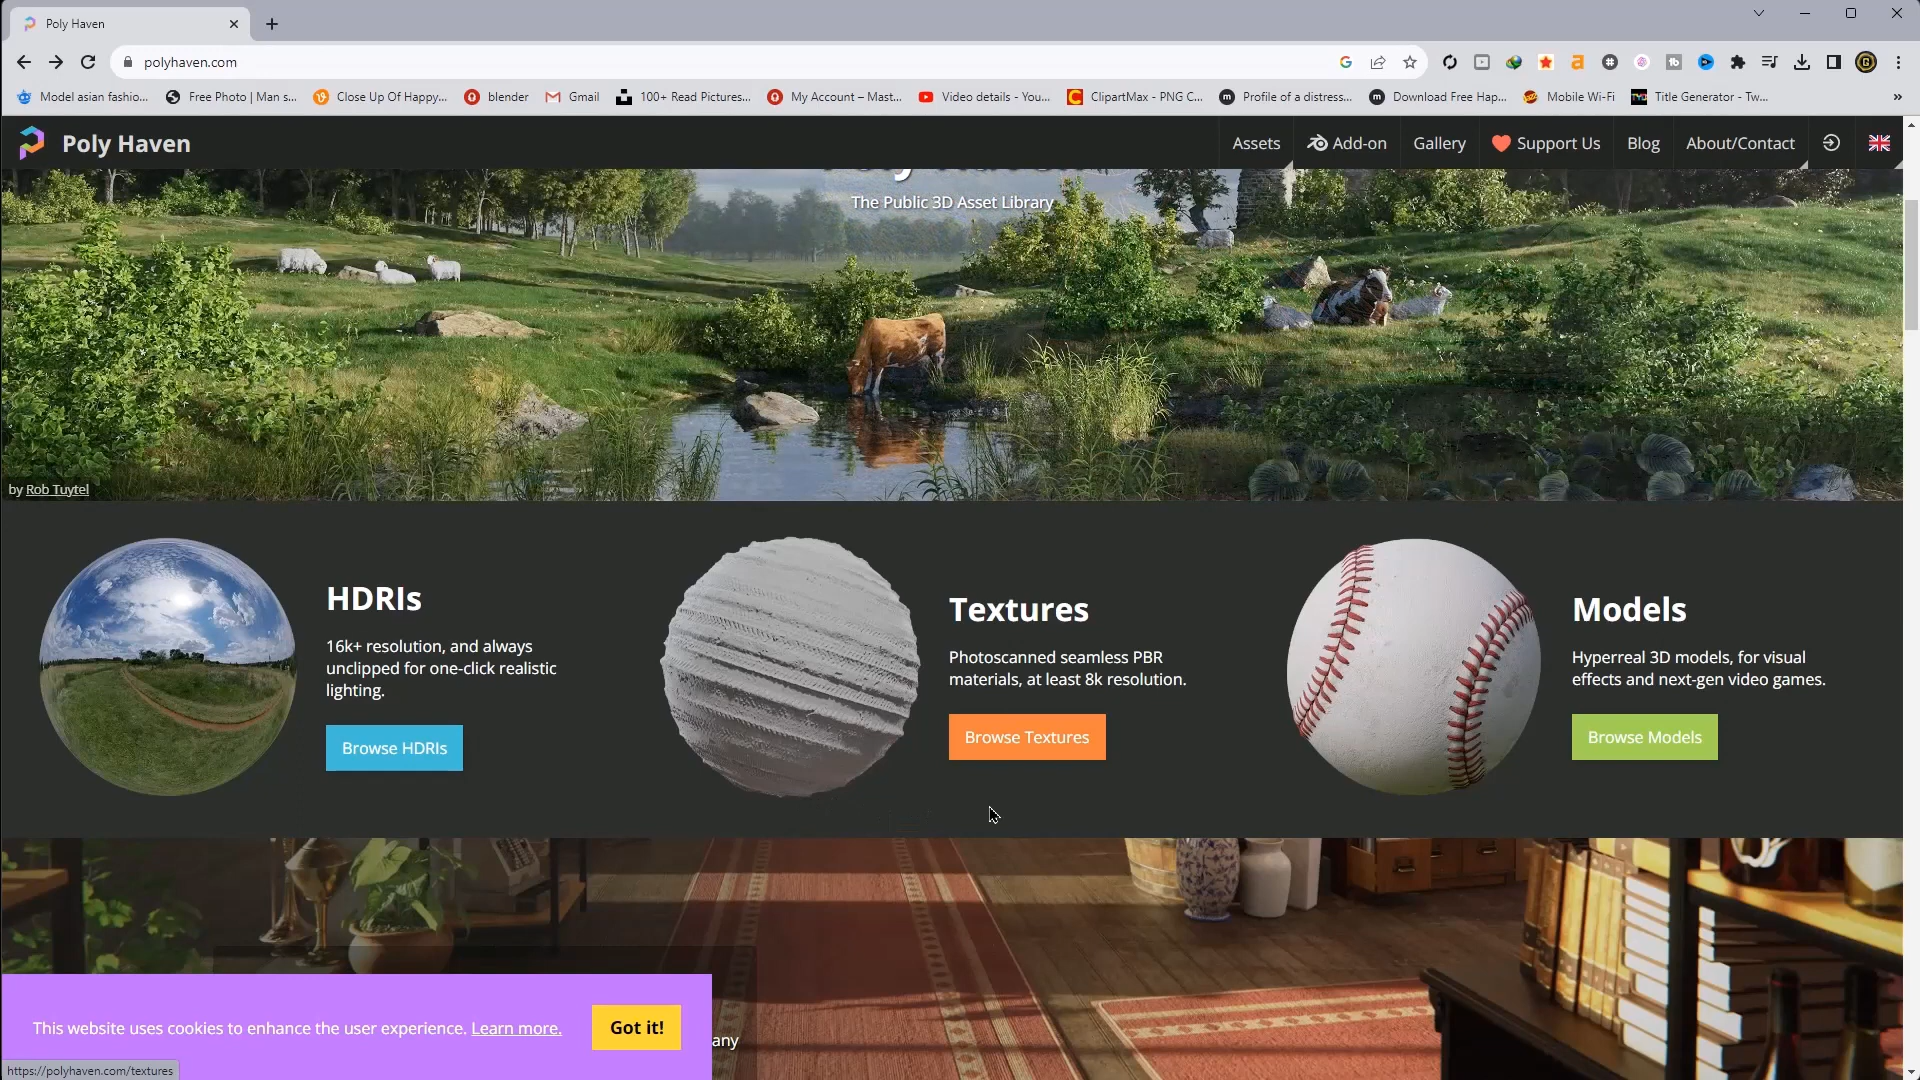 Poly Haven
polyhaven.com
Model asian fashio...
Free Photo | Man s...
Close Up Of Happy...
blender
Gmail
100+ Read Pictures...
My Account – Mast...
Video details - You...
ClipartMax - PNG C...
Profile of a distress...
Download Free Hap...
Mobile Wi-Fi
Title Generator - Tw...
»
Poly Haven
Assets
Add-on
Gallery
Support Us
Blog
About/Contact
The Public 3D Asset Library
by Rob Tuytel
HDRIs
16k+ resolution, and always
unclipped for one-click realistic
lighting.
Browse HDRIs
Textures
Photoscanned seamless PBR
materials, at least 8k resolution.
Browse Textures
Models
Hyperreal 3D models, for visual
effects and next-gen video games.
Browse Models
This website uses cookies to enhance the user experience. Learn more.
Got it!
any
https://polyhaven.com/textures